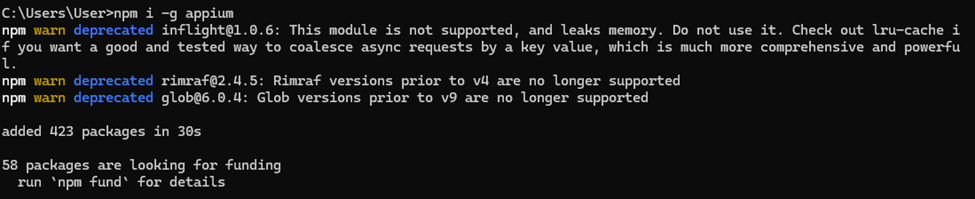 C:\Users\User>npm i -g appium
npm warn deprecated inflight@1.0.6: This module is not supported, and leaks memory. Do not use it. Check out lru-cache i
f you want a good and tested way to coalesce async requests by a key value, which is much more comprehensive and powerfu
l.
npm warn deprecated rimraf@2.4.5: Rimraf versions prior to v4 are no longer supported
npm warn deprecated glob@6.0.4: Glob versions prior to v9 are no longer supported
added 423 packages in 30s
58 packages are looking for funding
  run `npm fund` for details